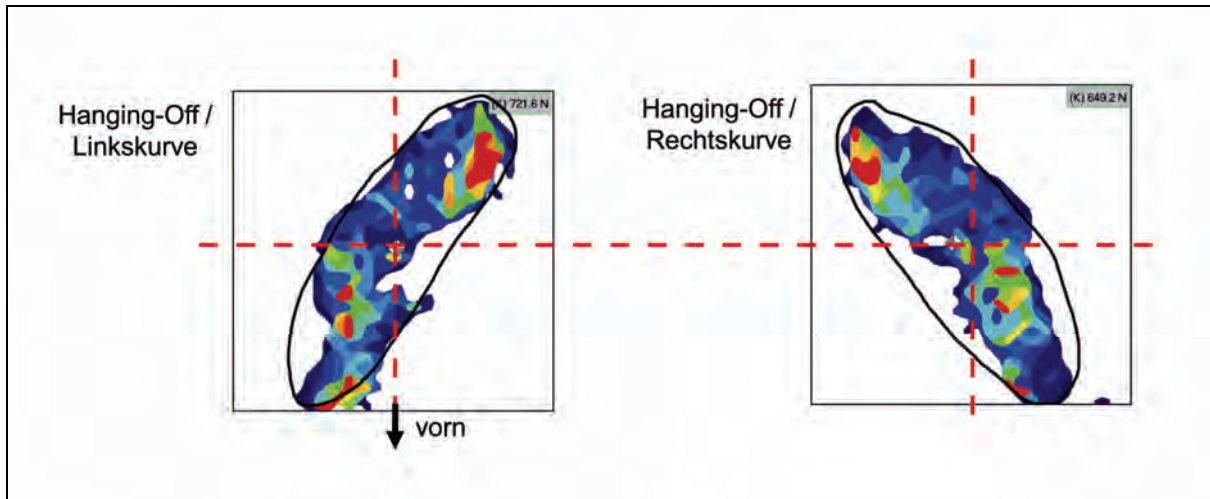 Hanging-Off /
Linkskurve
(K) 721.6 N
Hanging-Off /
Rechtskurve
(K) 649.2 N
vorn